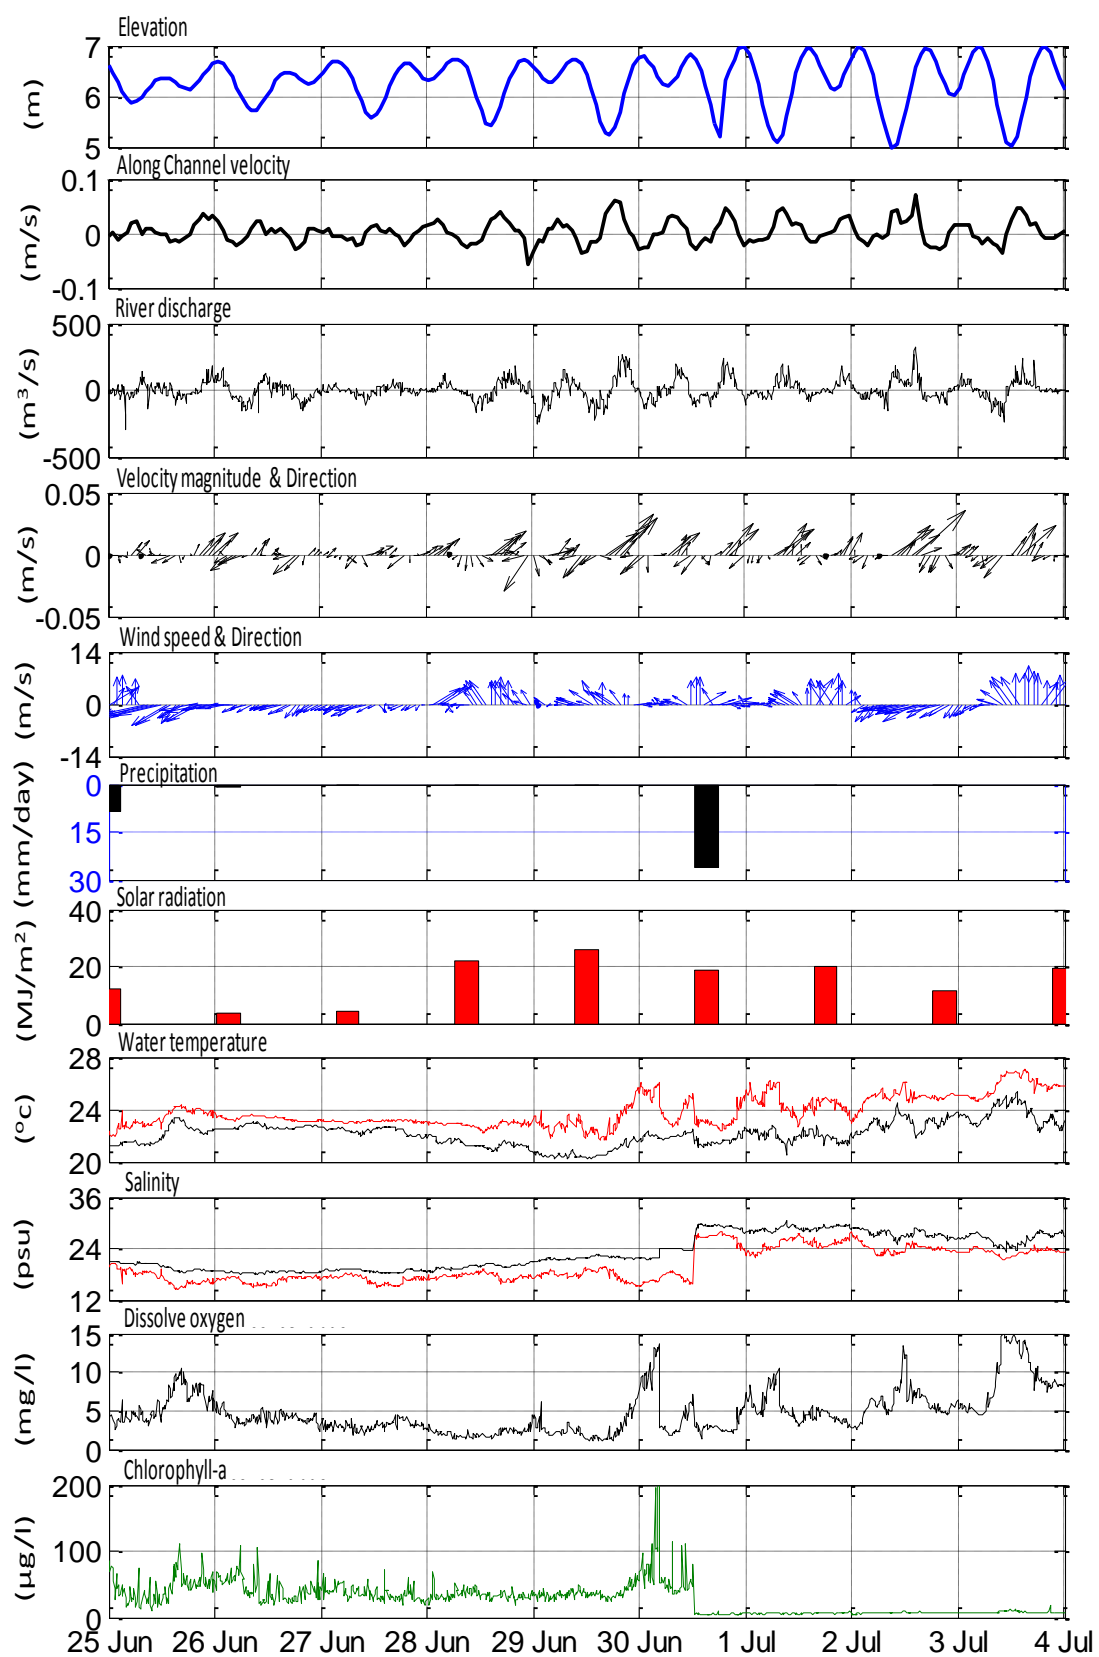 Elevation
7
6
5
(m)
Along Channel velocity
0.1
0
-0.1
(m/s)
River discharge
500
0
-500
(m³/s)
Velocity magnitude & Direction
0.05
0
-0.05
(m/s)
Wind speed & Direction
14
0
-14
(m/s)
Precipitation
0
15
30
(mm/day)
Solar radiation
40
20
0
(MJ/m²)
Water temperature
28
24
20
(ºc)
Salinity
36
24
12
(psu)
Dissolve oxygen
15
10
5
0
(mg/l)
Chlorophyll-a
200
100
0
(µg/l)
25 Jun 26 Jun 27 Jun 28 Jun 29 Jun 30 Jun 1 Jul 2 Jul 3 Jul 4 Jul